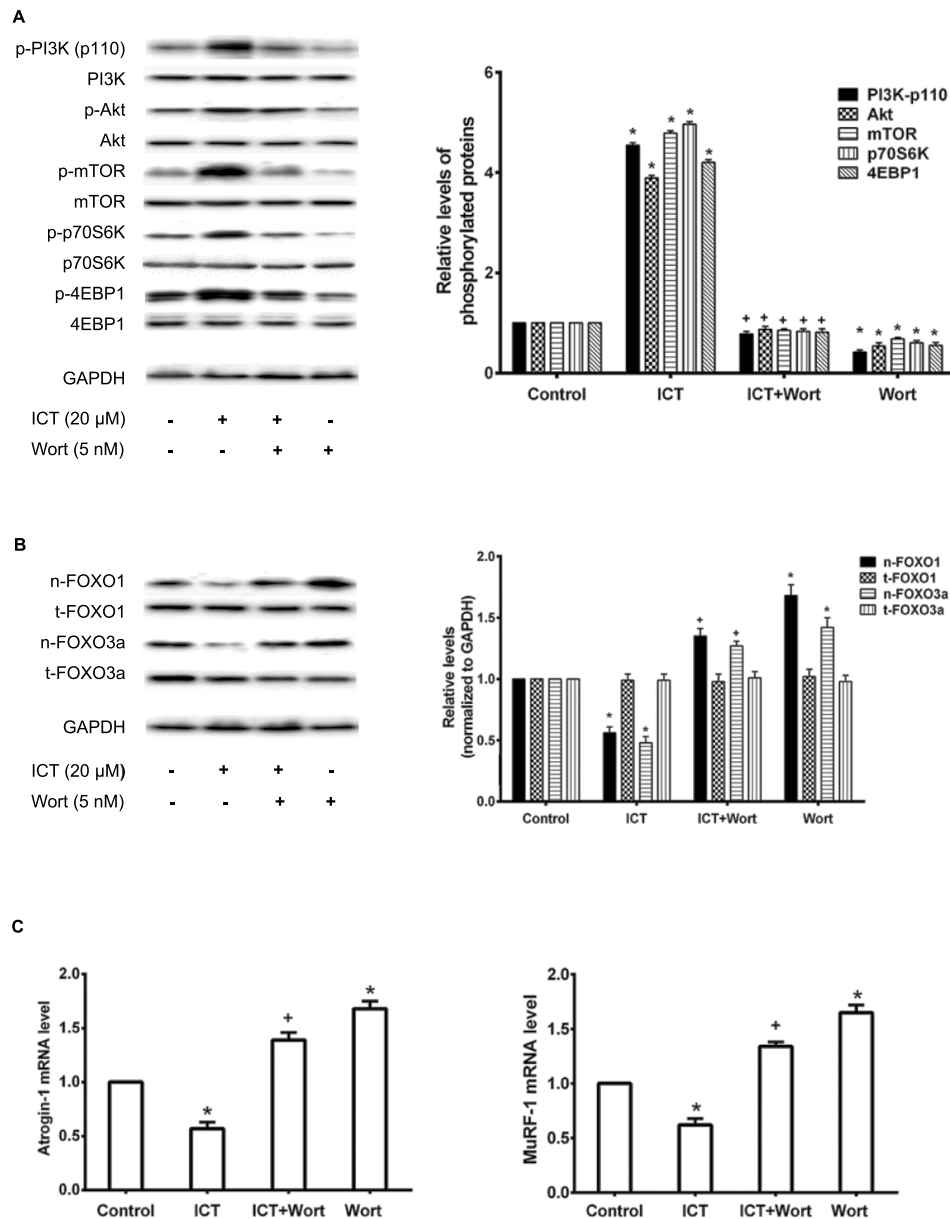 A
p-PI3K (p110)
PI3K
p-Akt
Akt
p-mTOR
mTOR
p-p70S6K
p70S6K
p-4EBP1
4EBP1
GAPDH
ICT (20 µM) - + + -
Wort (5 nM) - - + +
Relative levels of
phosphorylated proteins
6
4
2
0
* * * * *
+ + + + +
* * * * *
Control ICT ICT+Wort Wort
PI3K-p110
Akt
mTOR
p70S6K
4EBP1
B
n-FOXO1
t-FOXO1
n-FOXO3a
t-FOXO3a
GAPDH
ICT (20 µM) - + + -
Wort (5 nM) - - + +
Relative levels
(normalized to GAPDH)
2.0
1.5
1.0
0.5
0.0
* *
+ +
* *
Control ICT ICT+Wort Wort
n-FOXO1
t-FOXO1
n-FOXO3a
t-FOXO3a
C
Atrogin-1 mRNA level
2.0
1.5
1.0
0.5
0.0
*
+
*
Control ICT ICT+Wort Wort
MuRF-1 mRNA level
2.0
1.5
1.0
0.5
0.0
*
+
*
Control ICT ICT+Wort Wort